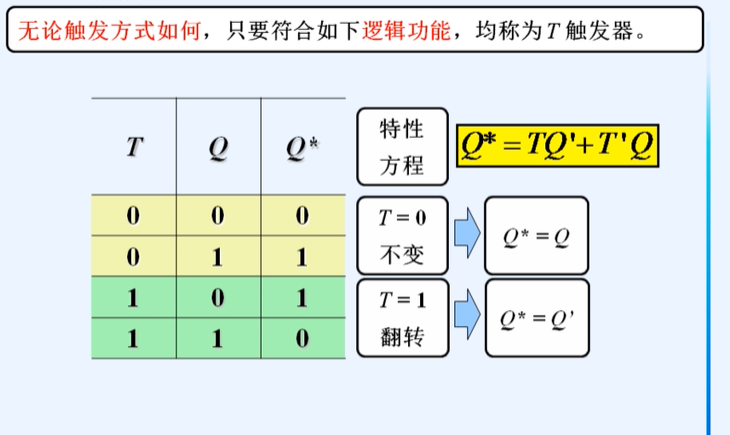 无论触发方式如何，只要符合如下逻辑功能，均称为T 触发器。
T Q Q*
0 0 0
0 1 1
1 0 1
1 1 0
特性
方程
Q* = TQ'+T'Q
T = 0
不变
Q* = Q
T = 1
翻转
Q* = Q’